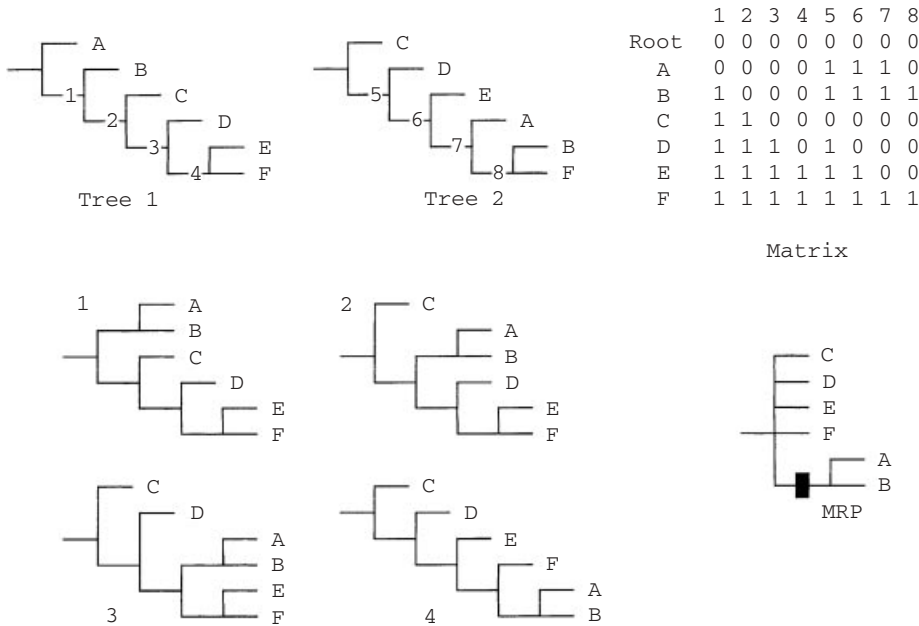 A
B
C
D
E
F
1
2
3
4
Tree 1
C
D
E
A
B
F
5
6
7
8
Tree 2
1 2 3 4 5 6 7 8
Root 0 0 0 0 0 0 0 0
A 0 0 0 0 1 1 1 0
B 1 0 0 0 1 1 1 1
C 1 1 0 0 0 0 0 0
D 1 1 1 0 1 0 0 0
E 1 1 1 1 1 1 0 0
F 1 1 1 1 1 1 1 1
Matrix
1
A
B
C
D
E
F
2
C
A
B
D
E
F
3
C
D
A
B
E
F
4
C
D
E
F
A
B
C
D
E
F
A
B
MRP